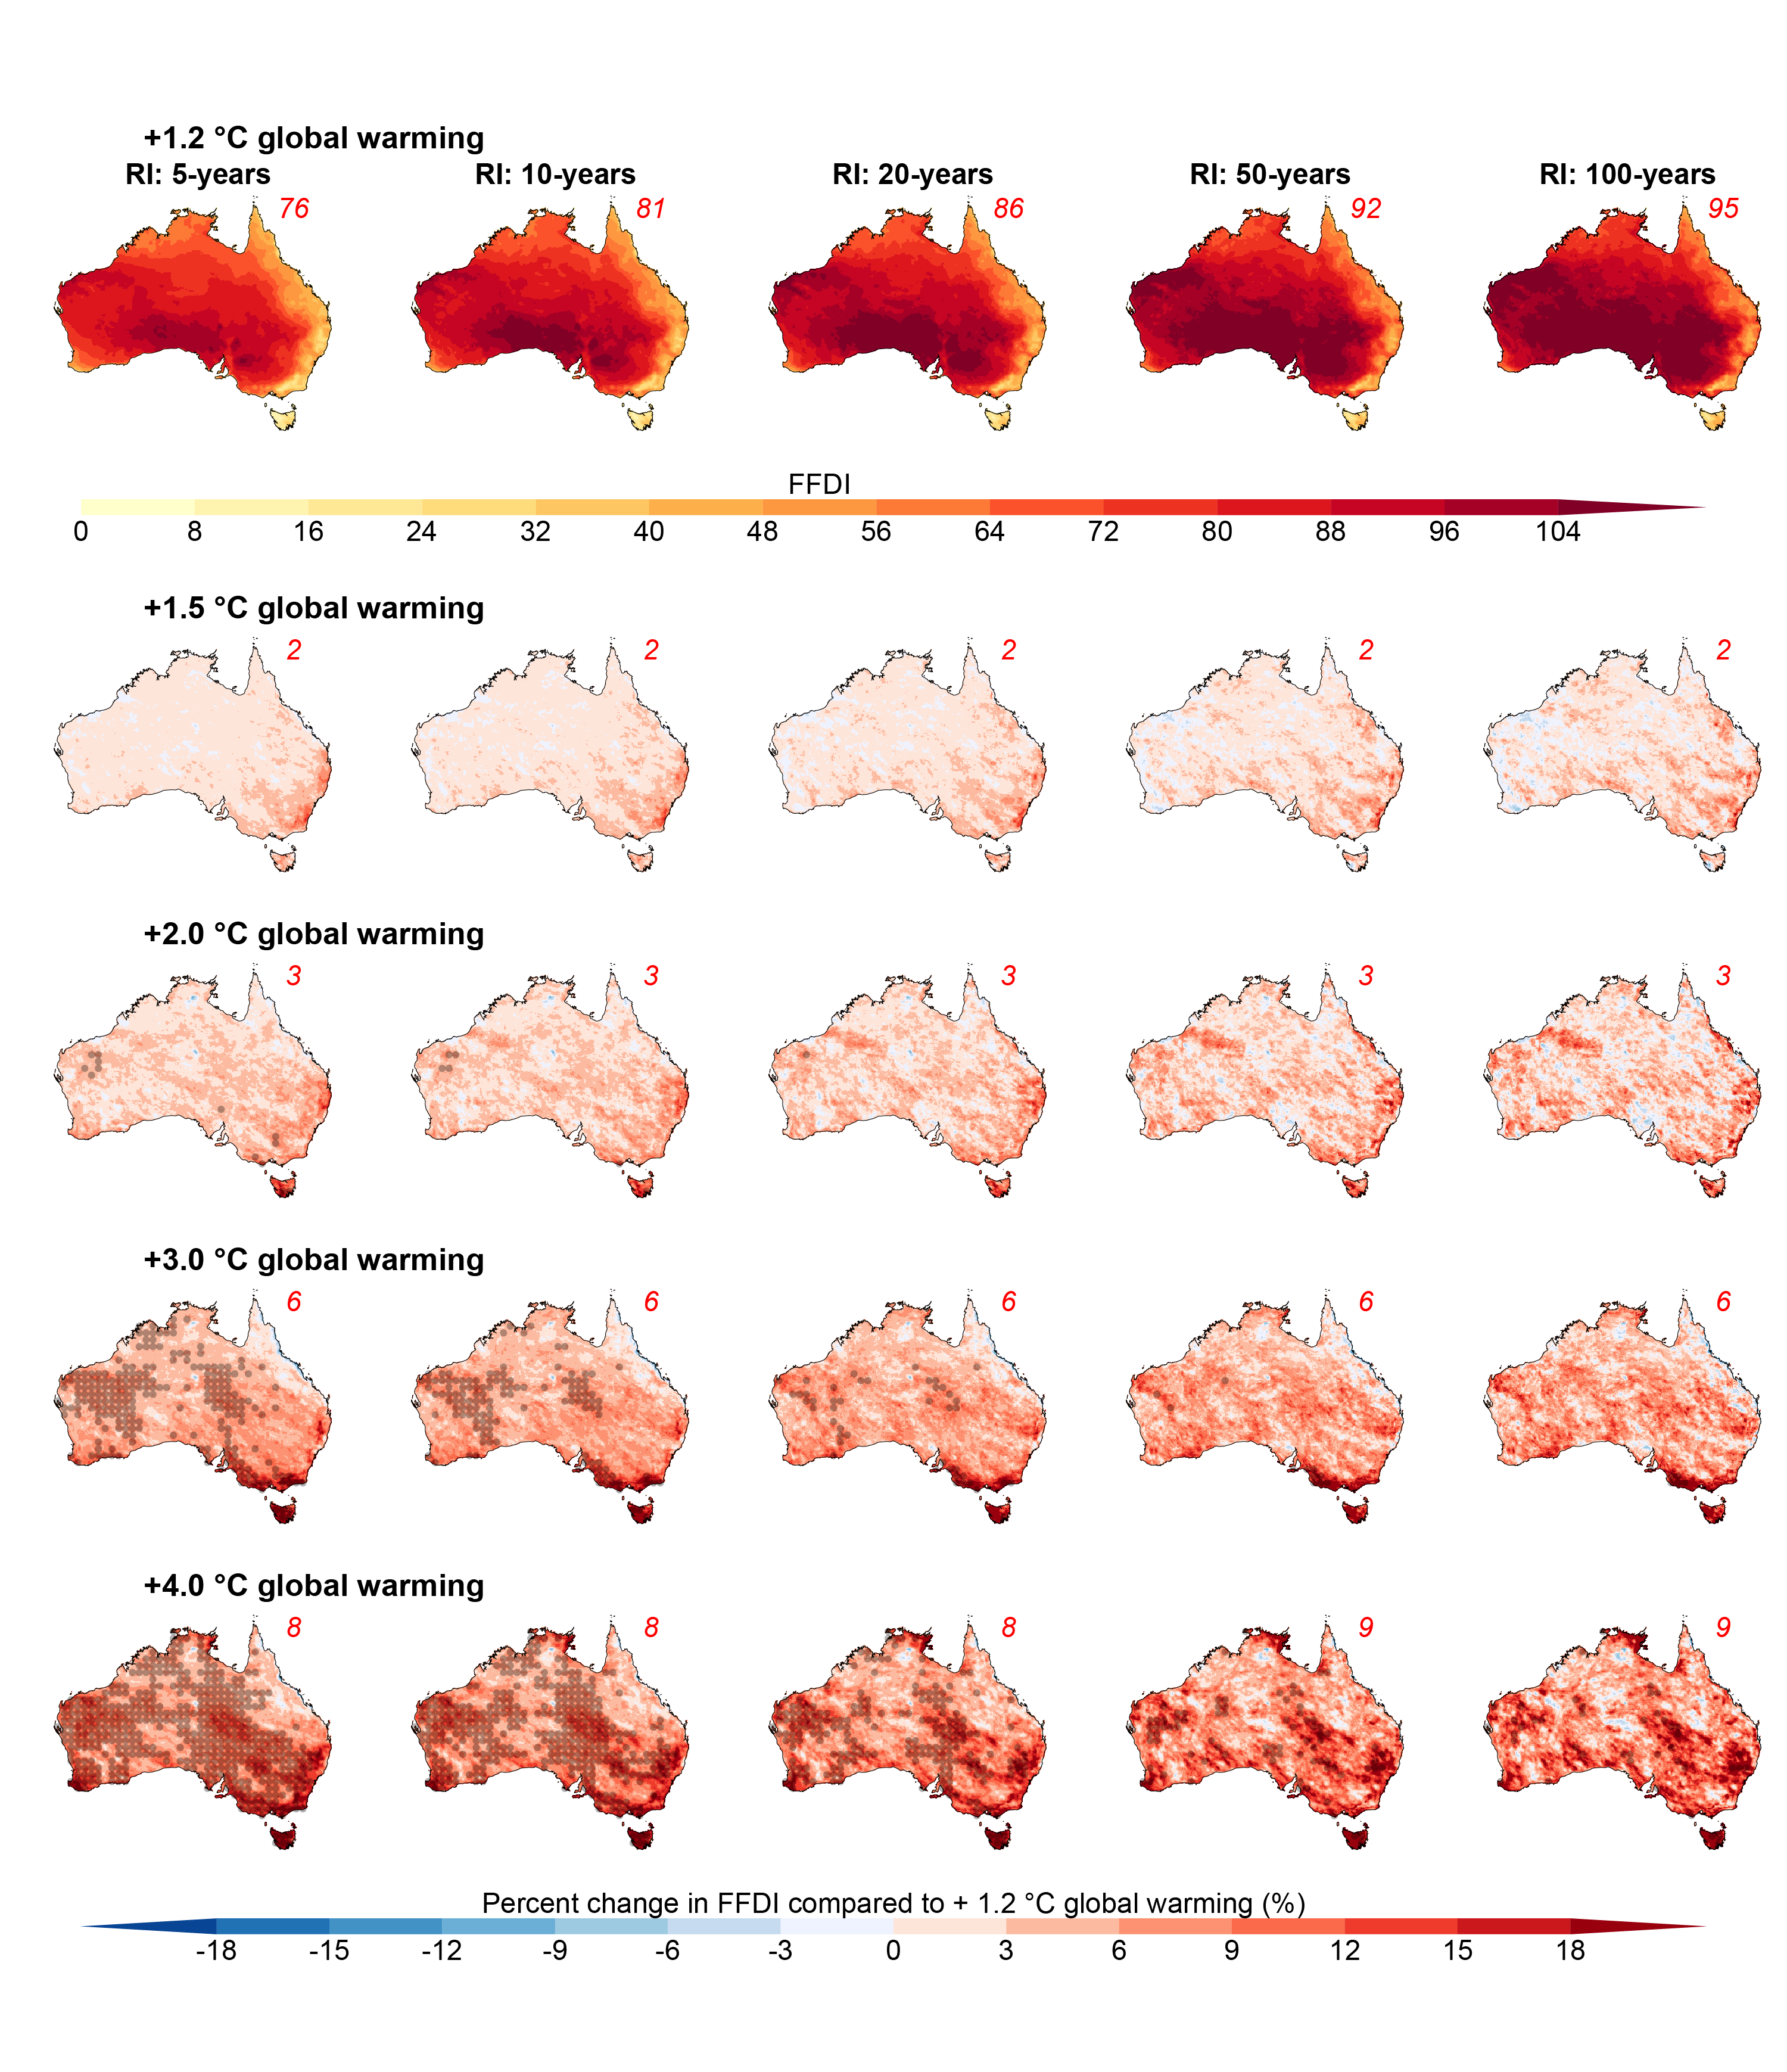 +1.2 °C global warming
RI: 5-years RI: 10-years RI: 20-years RI: 50-years RI: 100-years
76 81 86 92 95
FFDI
0 8 16 24 32 40 48 56 64 72 80 88 96 104
+1.5 °C global warming
2 2 2 2 2
+2.0 °C global warming
3 3 3 3 3
+3.0 °C global warming
6 6 6 6 6
+4.0 °C global warming
8 8 8 9 9
Percent change in FFDI compared to + 1.2 °C global warming (%)
-18 -15 -12 -9 -6 -3 0 3 6 9 12 15 18